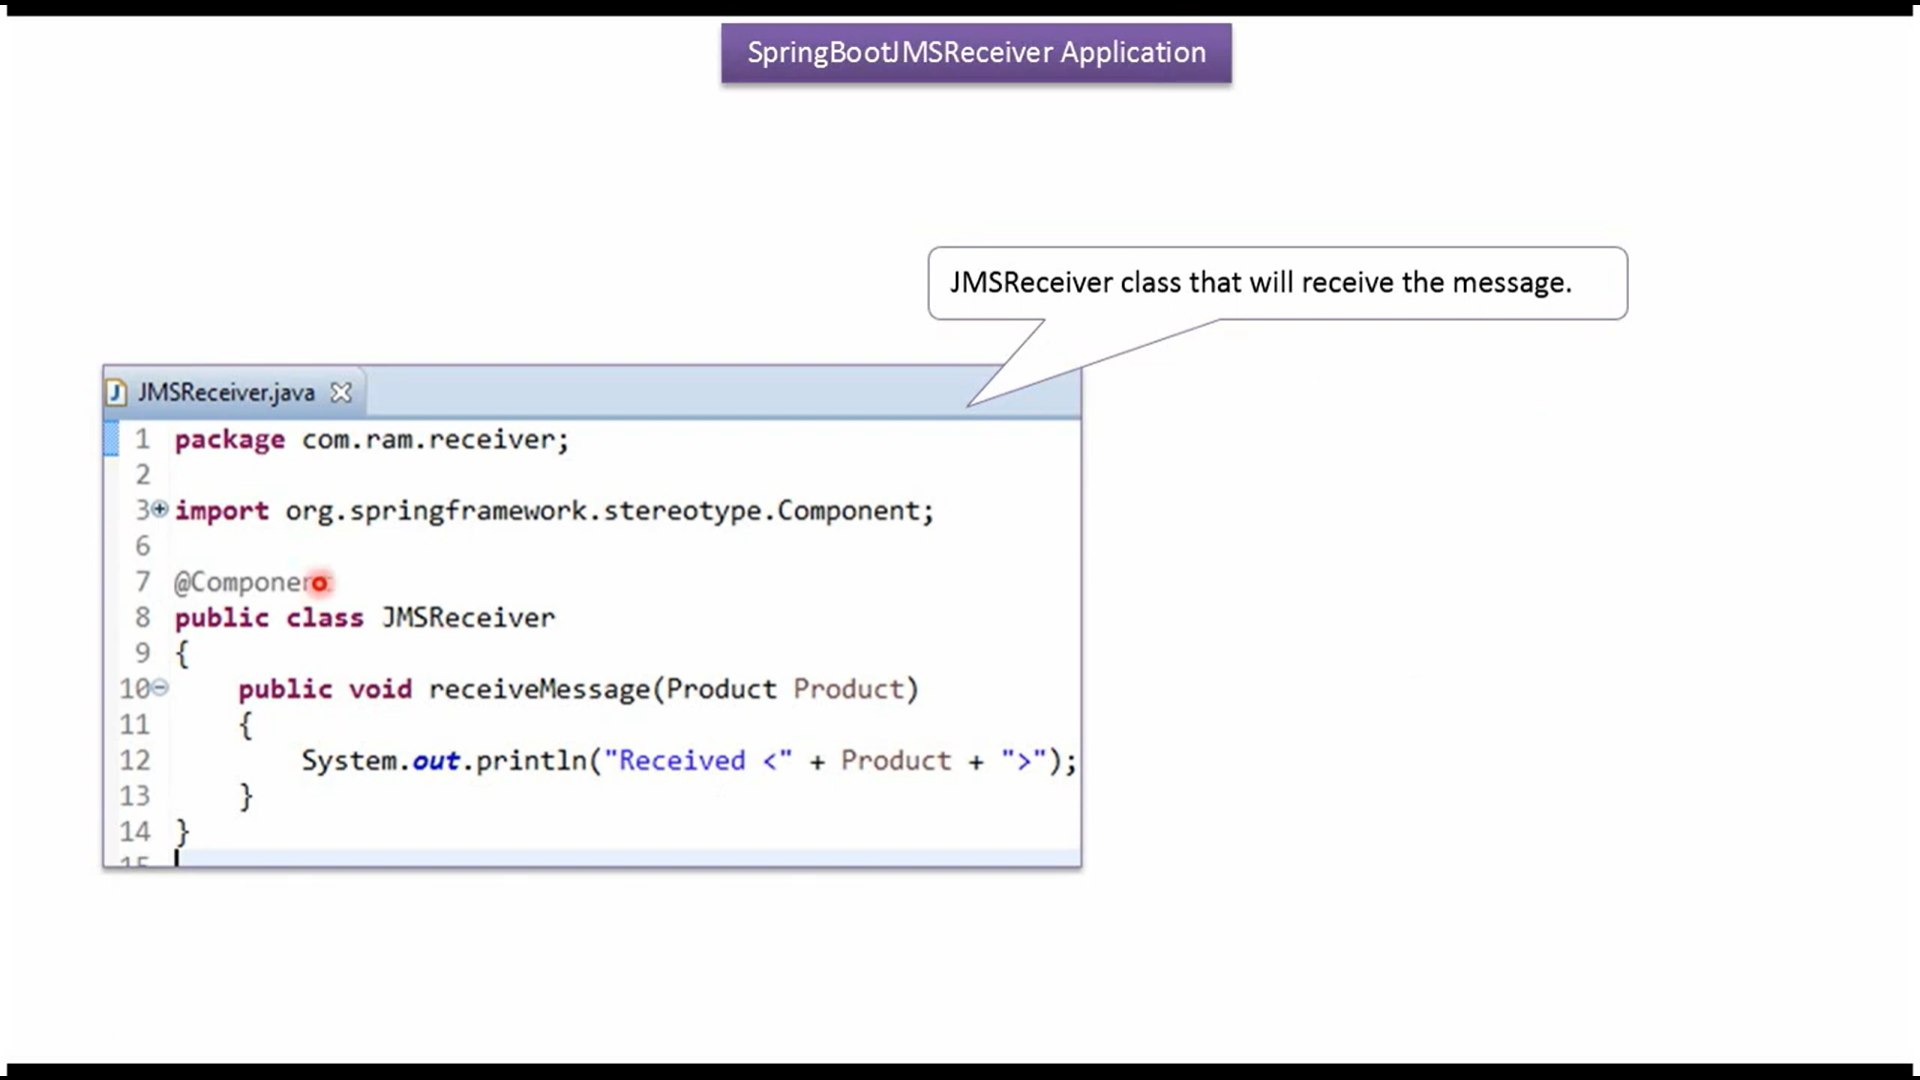 SpringBootJMSReceiver Application
JMSReceiver class that will receive the message.
JMSReceiver.java
1 package com.ram.receiver;
2
3 import org.springframework.stereotype.Component;
6
7 @Component
8 public class JMSReceiver
9 {
10 public void receiveMessage(Product Product)
11 {
12 System.out.println("Received <" + Product + ">");
13 }
14 }
15